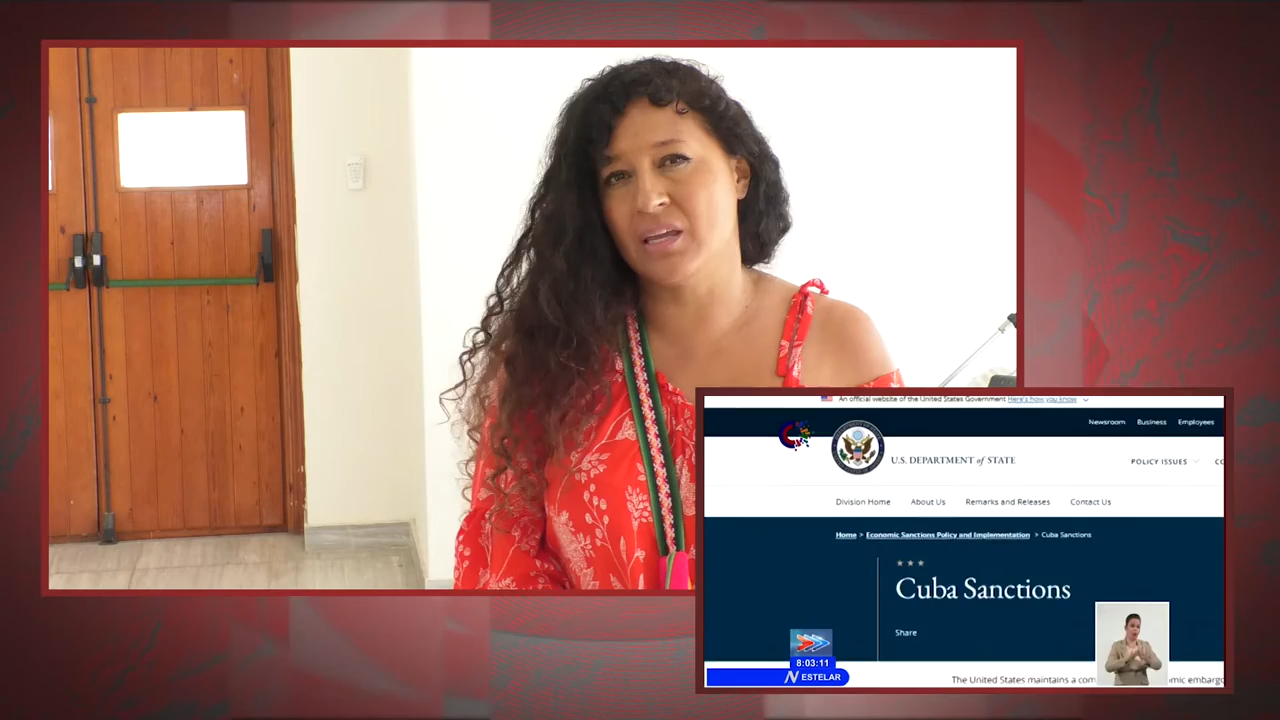 An official website of the United States Government Here's how you know
Newsroom Business Employees
U.S. DEPARTMENT of STATE
POLICY ISSUES CO
Division Home About Us Remarks and Releases Contact Us
Home > Economic Sanctions Policy and Implementation > Cuba Sanctions
Cuba Sanctions
Share
8:03:11
N ESTELAR
The United States maintains a com omic embargo